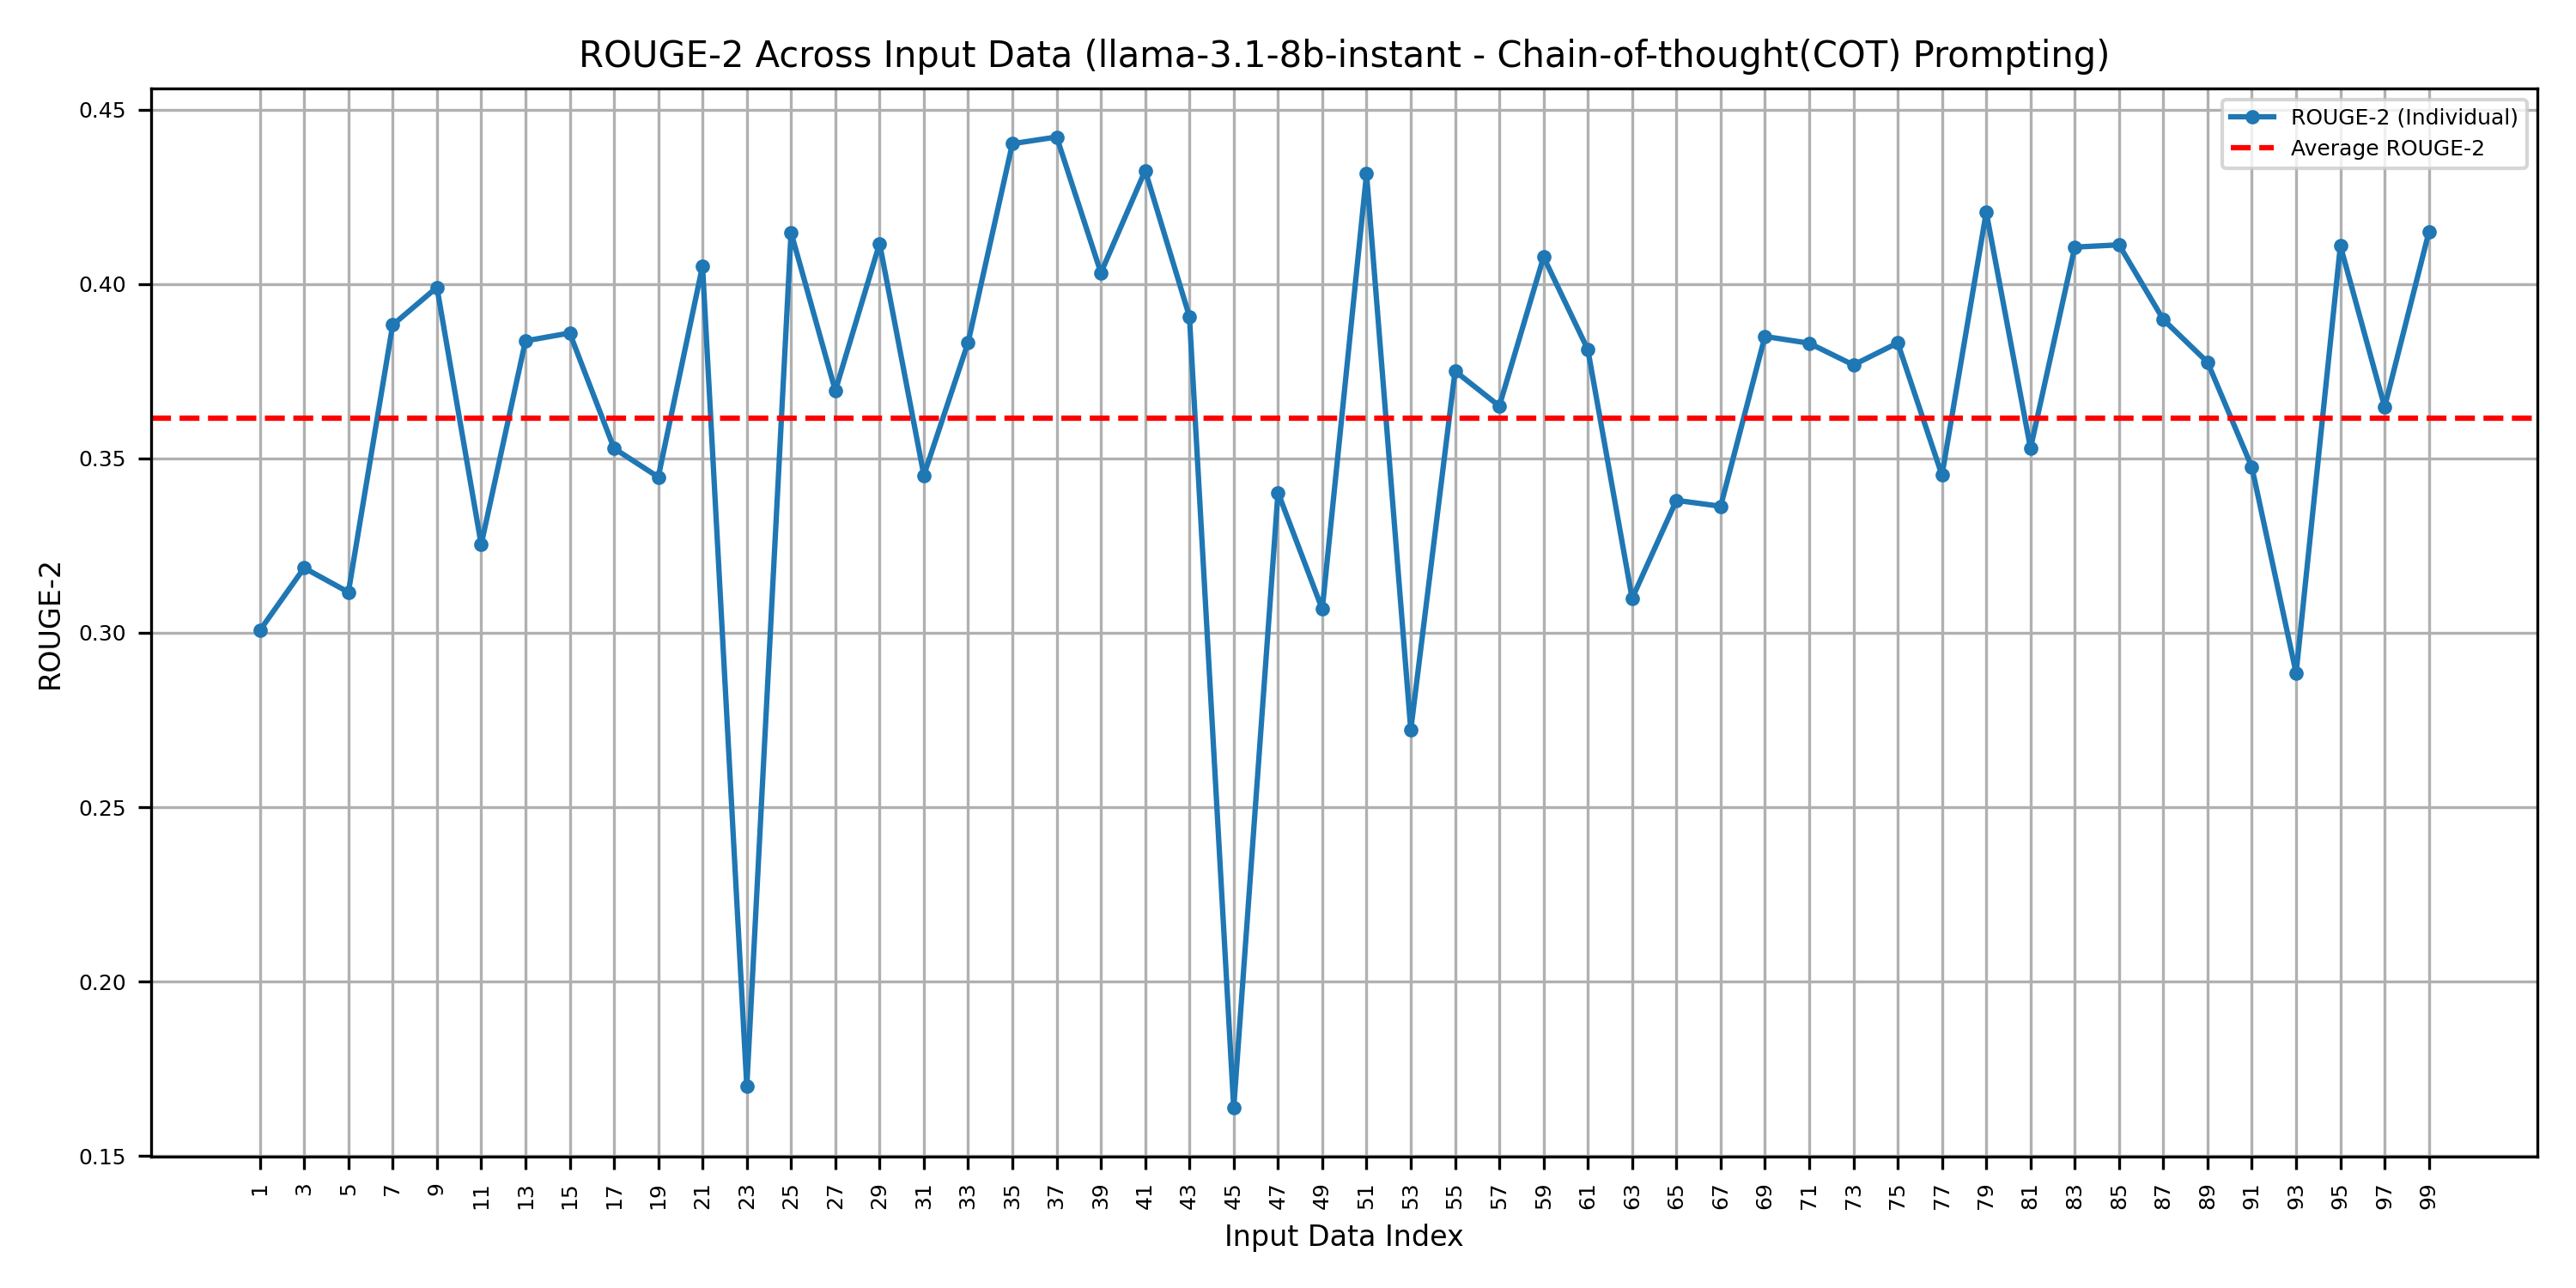 ROUGE-2 Across Input Data (llama-3.1-8b-instant - Chain-of-thought(COT) Prompting)
ROUGE-2 (Individual)
Average ROUGE-2
ROUGE-2
0.45
0.40
0.35
0.30
0.25
0.20
0.15
1 3 5 7 9 11 13 15 17 19 21 23 25 27 29 31 33 35 37 39 41 43 45 47 49 51 53 55 57 59 61 63 65 67 69 71 73 75 77 79 81 83 85 87 89 91 93 95 97 99
Input Data Index